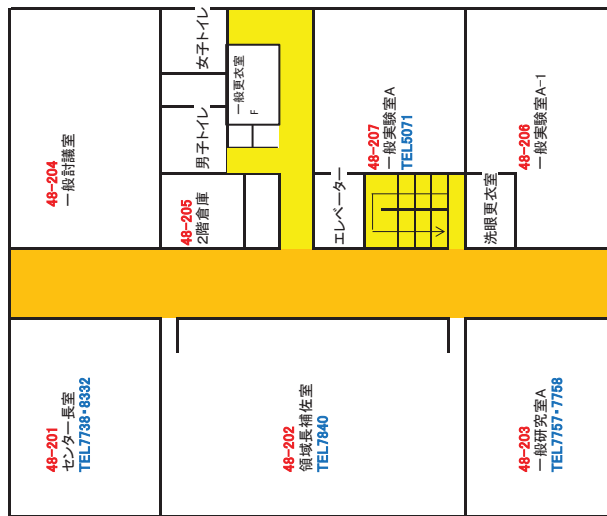 48-204
一般討議室
女子トイレ
男子トイレ
一般更衣室
F
48-205
2階倉庫
エレベーター
48-207
一般実験室A
TEL5071
48-206
一般実験室A-1
洗眼更衣室
48-201
センター長室
TEL7738・8332
48-202
領域長補佐室
TEL7840
48-203
一般研究室A
TEL7757・7758